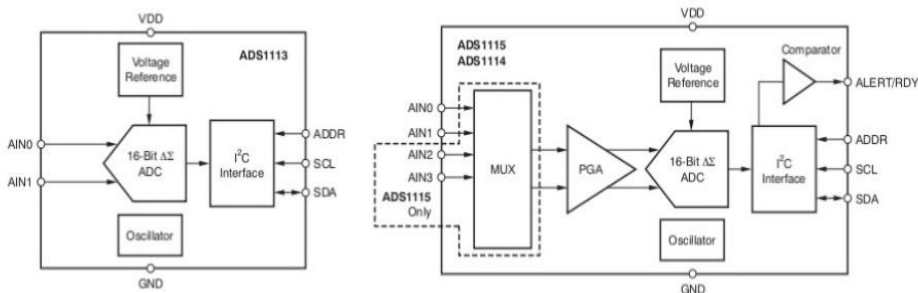 VDD
ADS1113
Voltage
Reference
AIN0
AIN1
16-Bit ΔΣ
ADC
I²C
Interface
ADDR
SCL
SDA
Oscillator
GND
VDD
ADS1115
ADS1114
Comparator
Voltage
Reference
ALERT/RDY
AIN0
AIN1
AIN2
AIN3
MUX
PGA
16-Bit ΔΣ
ADC
I²C
Interface
ADDR
SCL
SDA
ADS1115
Only
Oscillator
GND